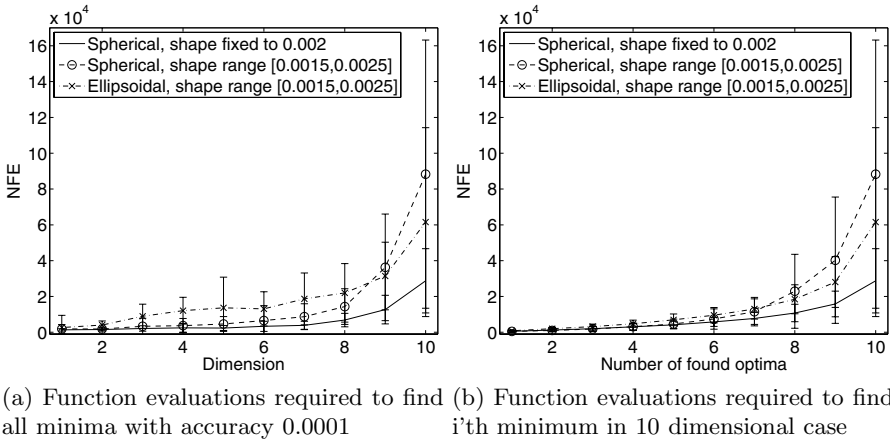 x 10^4
16
14
12
10
8
6
4
2
0
NFE
Spherical, shape fixed to 0.002
Spherical, shape range [0.0015,0.0025]
Ellipsoidal, shape range [0.0015,0.0025]
2 4 6 8 10
Dimension
(a) Function evaluations required to find
all minima with accuracy 0.0001
x 10^4
16
14
12
10
8
6
4
2
0
NFE
Spherical, shape fixed to 0.002
Spherical, shape range [0.0015,0.0025]
Ellipsoidal, shape range [0.0015,0.0025]
2 4 6 8 10
Number of found optima
(b) Function evaluations required to find
i'th minimum in 10 dimensional case